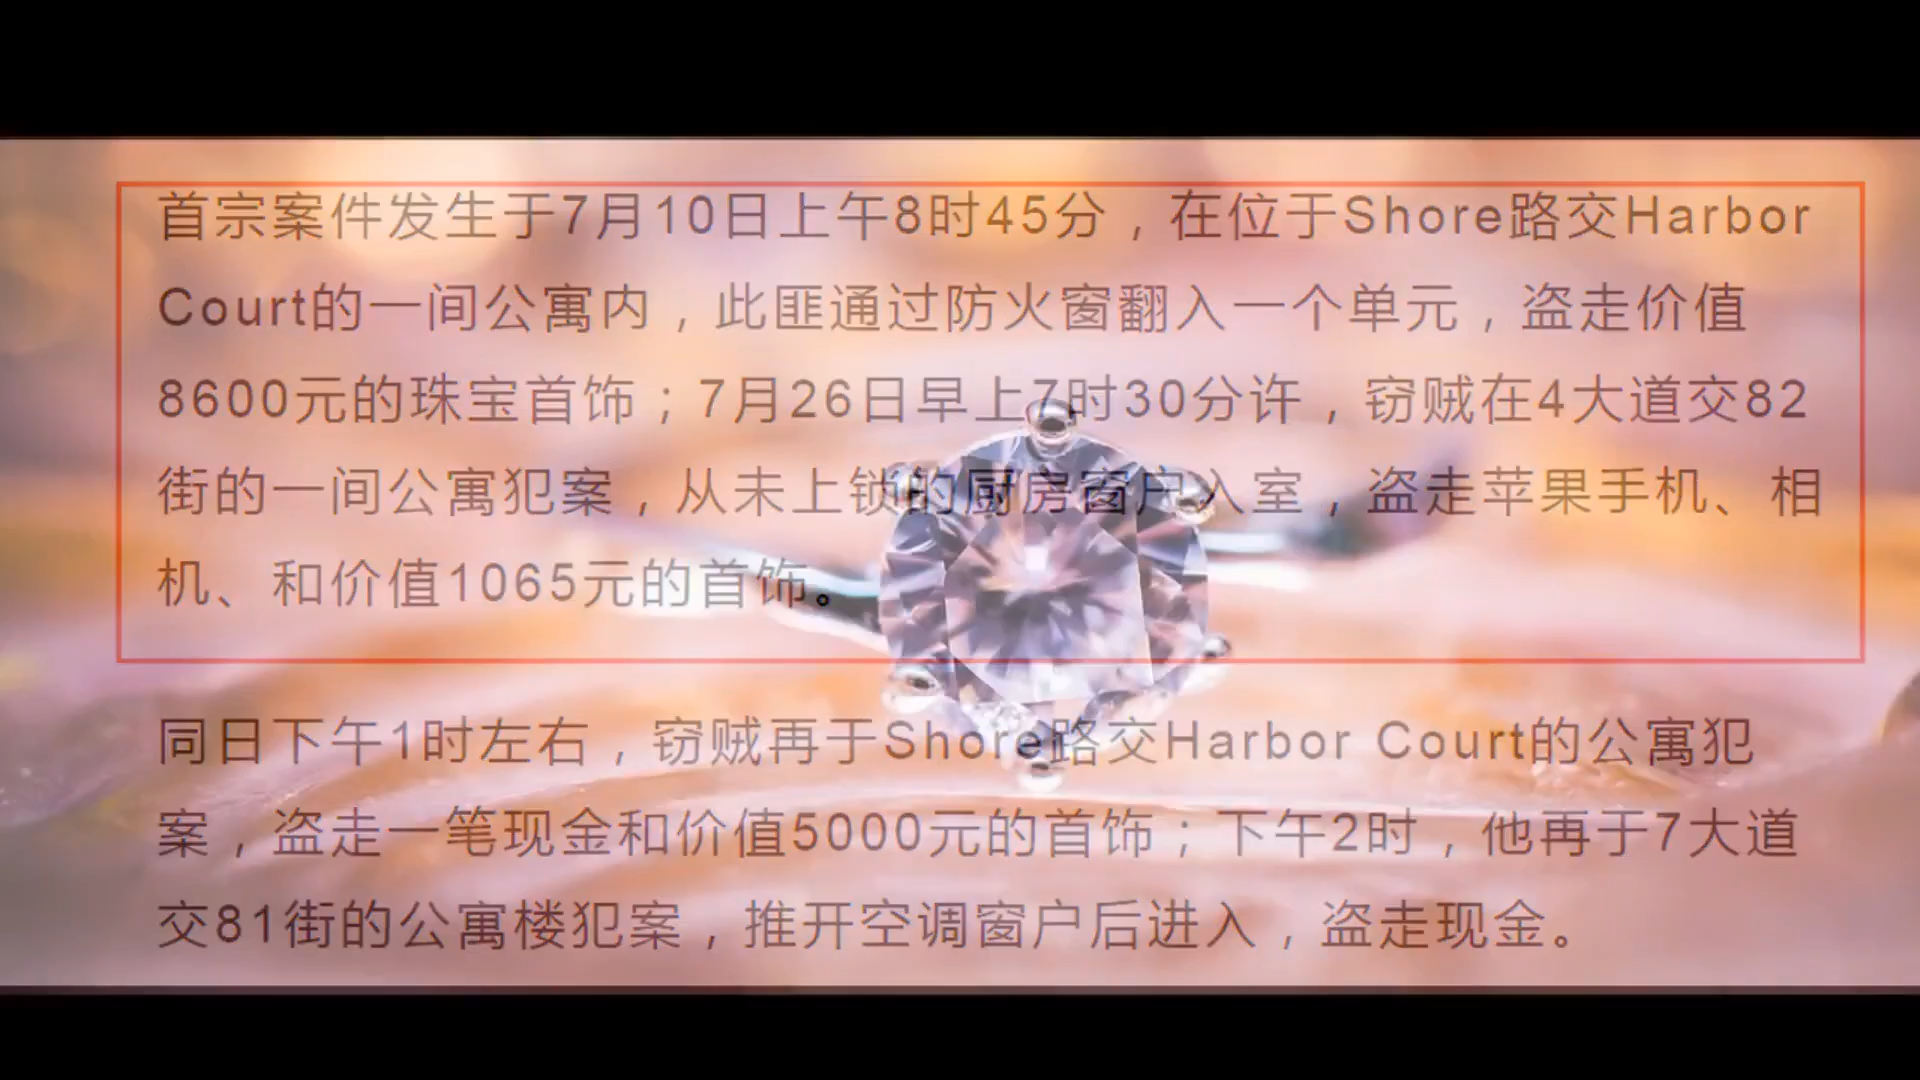 首宗案件发生于7月10日上午8时45分，在位于Shore路交Harbor
Court的一间公寓内，此匪通过防火窗翻入一个单元，盗走价值
8600元的珠宝首饰；7月26日早上7时30分许，窃贼在4大道交82
街的一间公寓犯案，从未上锁的厨房窗户入室，盗走苹果手机、相
机、和价值1065元的首饰。
同日下午1时左右，窃贼再于Shore路交Harbor Court的公寓犯
案，盗走一笔现金和价值5000元的首饰；下午2时，他再于7大道
交81街的公寓楼犯案，推开空调窗户后进入，盗走现金。